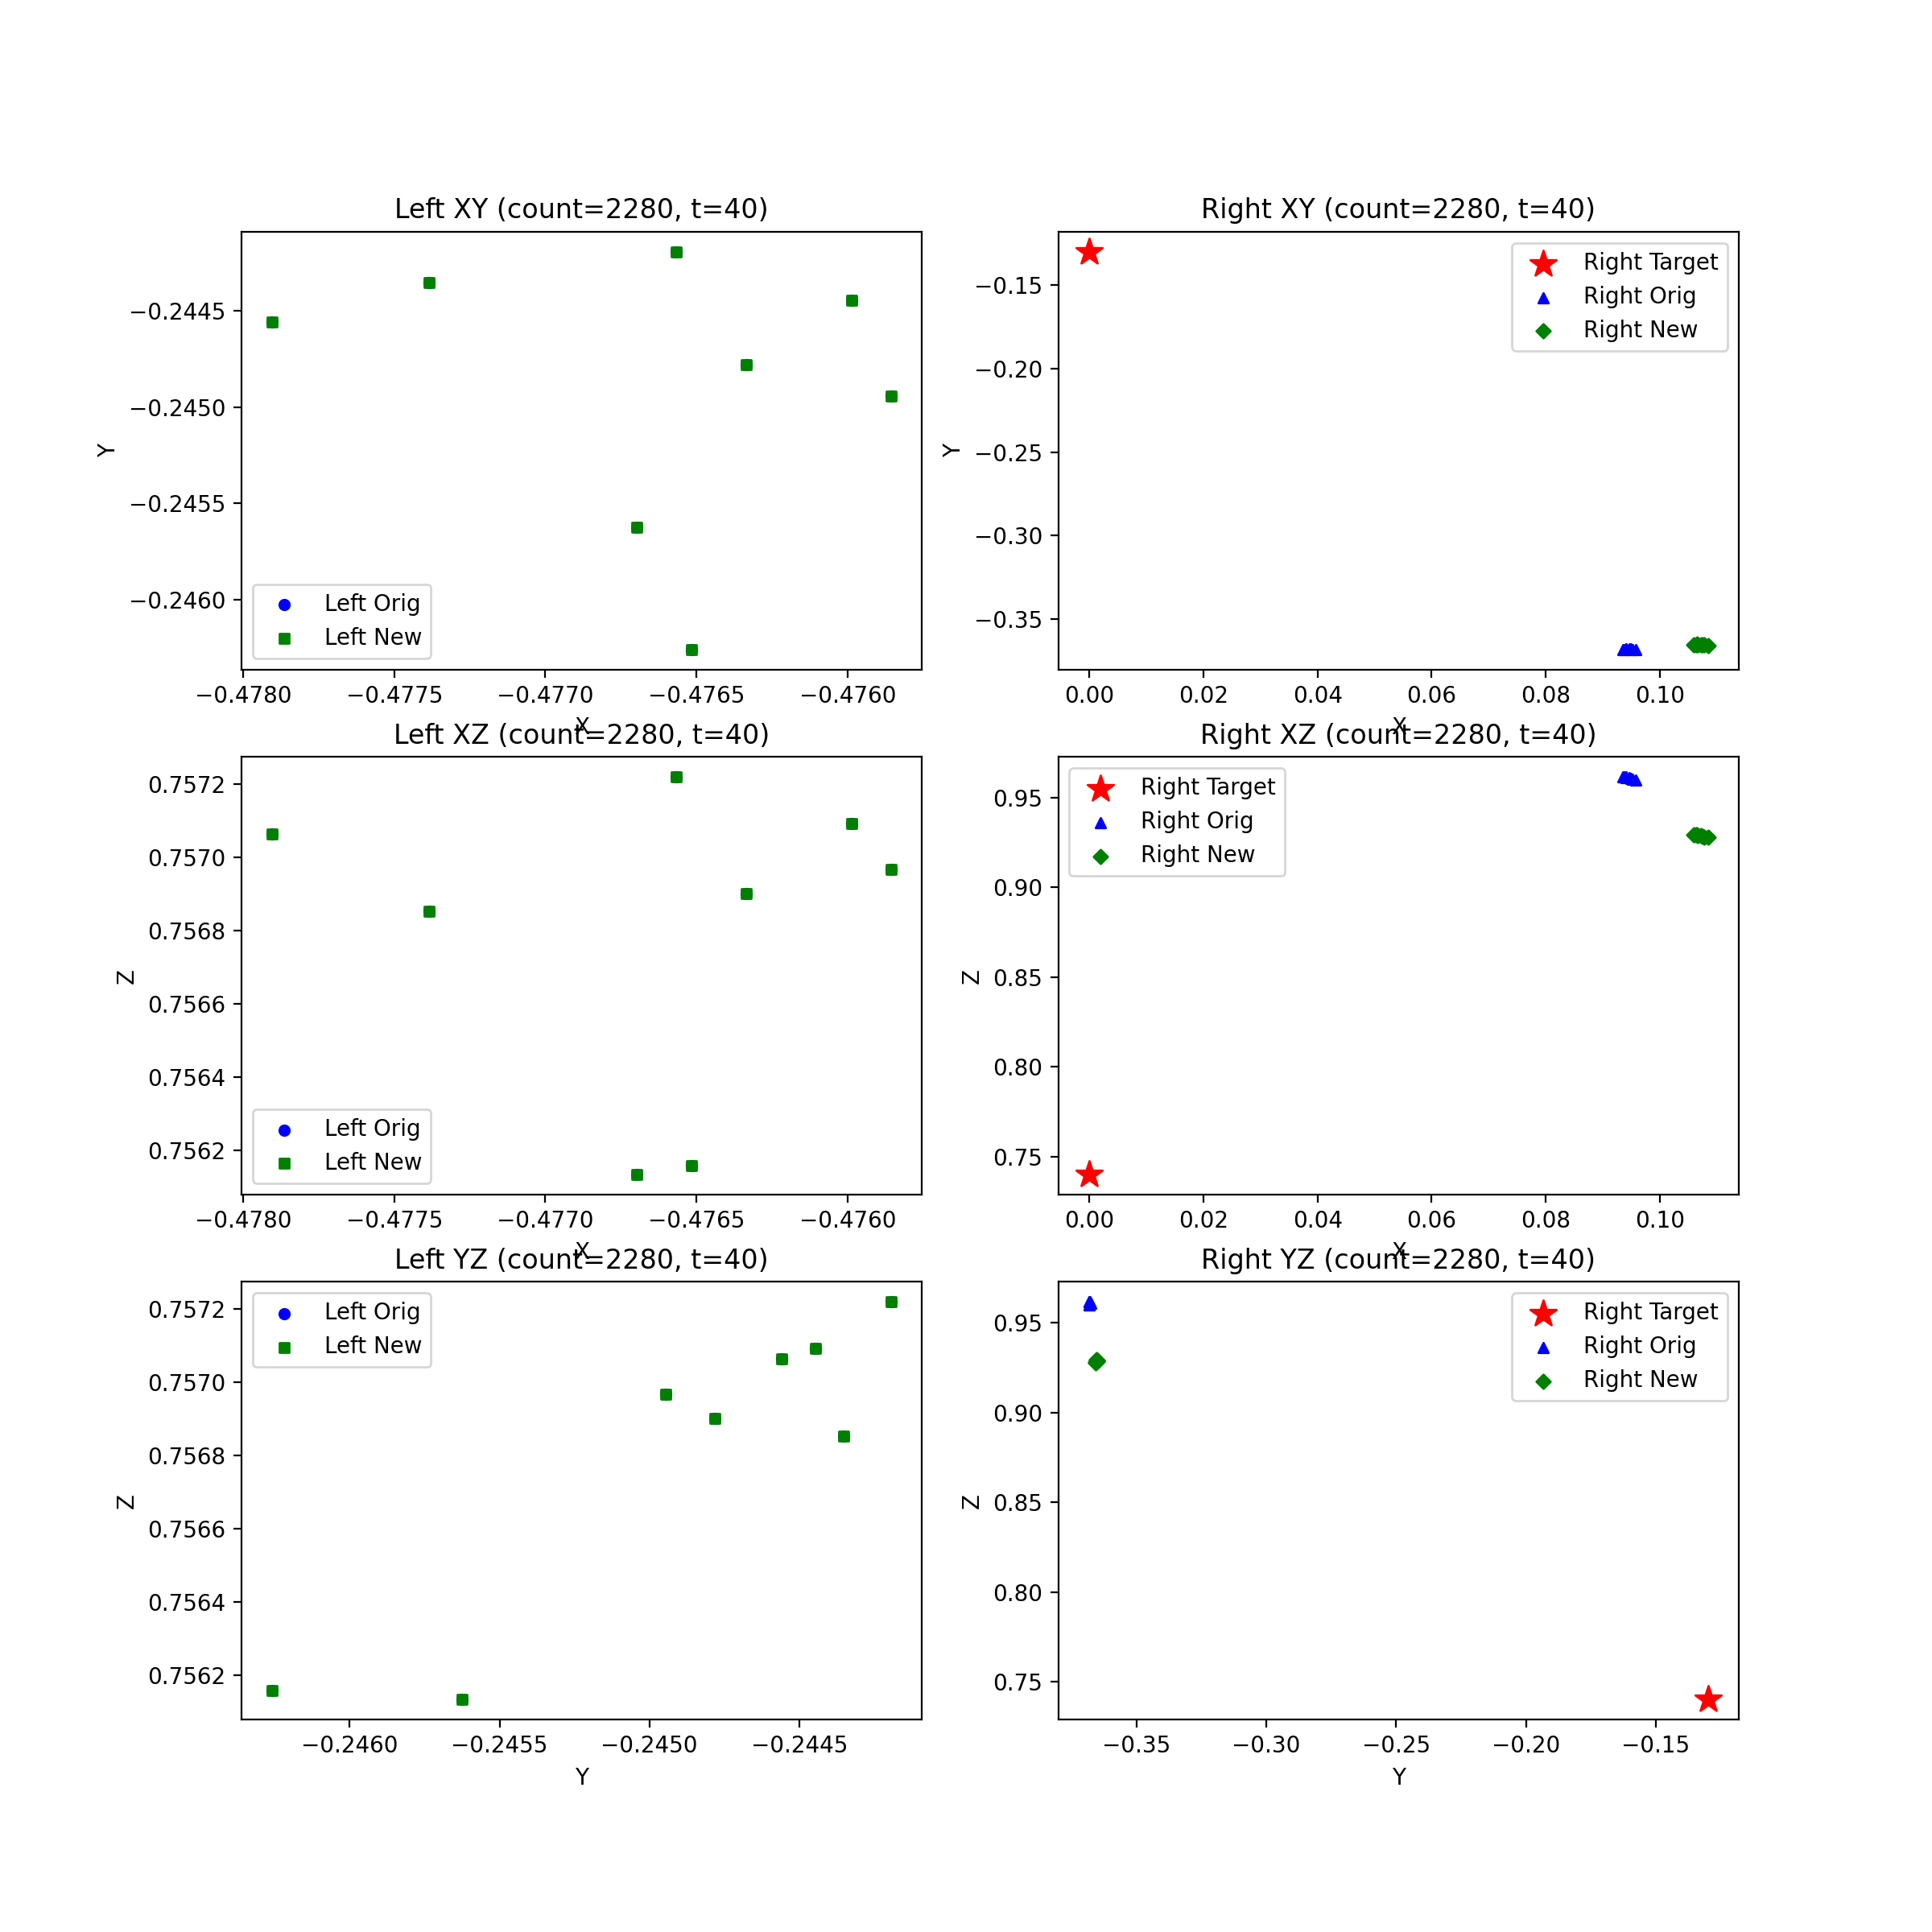 Left XY (count=2280, t=40)
−0.2445
−0.2450
−0.2455
−0.2460
Y
Left Orig
Left New
−0.4780 −0.4775 −0.4770 −0.4765 −0.4760
X
Right XY (count=2280, t=40)
−0.15
−0.20
−0.25
−0.30
−0.35
Y
Right Target
Right Orig
Right New
0.00 0.02 0.04 0.06 0.08 0.10
X
Left XZ (count=2280, t=40)
0.7572
0.7570
0.7568
0.7566
0.7564
0.7562
Z
Left Orig
Left New
−0.4780 −0.4775 −0.4770 −0.4765 −0.4760
X
Right XZ (count=2280, t=40)
0.95
0.90
0.85
0.80
0.75
Z
Right Target
Right Orig
Right New
0.00 0.02 0.04 0.06 0.08 0.10
X
Left YZ (count=2280, t=40)
0.7572
0.7570
0.7568
0.7566
0.7564
0.7562
Z
Left Orig
Left New
−0.2460 −0.2455 −0.2450 −0.2445
Y
Right YZ (count=2280, t=40)
0.95
0.90
0.85
0.80
0.75
Z
Right Target
Right Orig
Right New
−0.35 −0.30 −0.25 −0.20 −0.15
Y